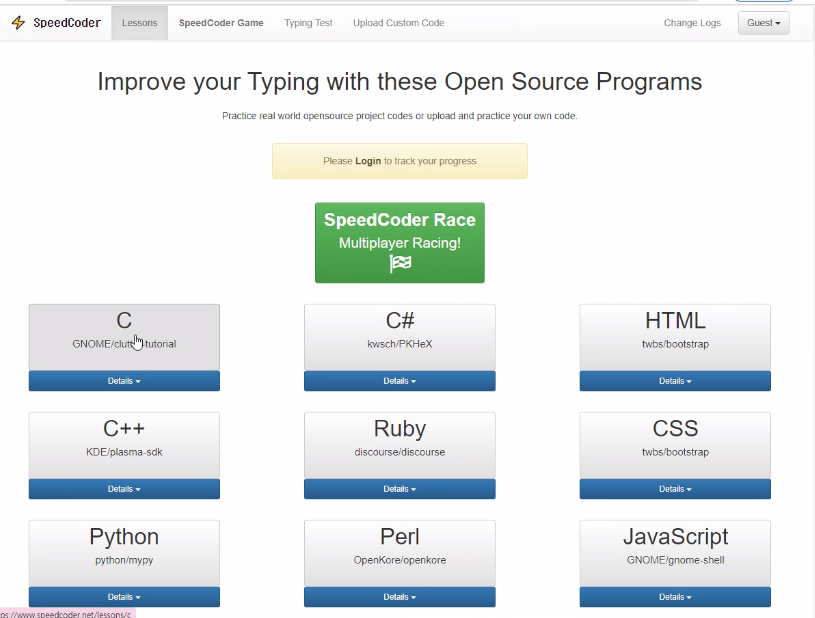 SpeedCoder Lessons SpeedCoder Game Typing Test Upload Custom Code Change Logs Guest
Improve your Typing with these Open Source Programs
Practice real world opensource project codes or upload and practice your own code.
Please Login to track your progress
SpeedCoder Race
Multiplayer Racing!
C C# HTML
GNOME/clutter-tutorial kwsch/PKHeX twbs/bootstrap
Details Details Details
C++ Ruby CSS
KDE/plasma-sdk discourse/discourse twbs/bootstrap
Details Details Details
Python Perl JavaScript
python/mypy OpenKore/openkore GNOME/gnome-shell
Details Details Details
ps://www.speedcoder.net/lessons/c